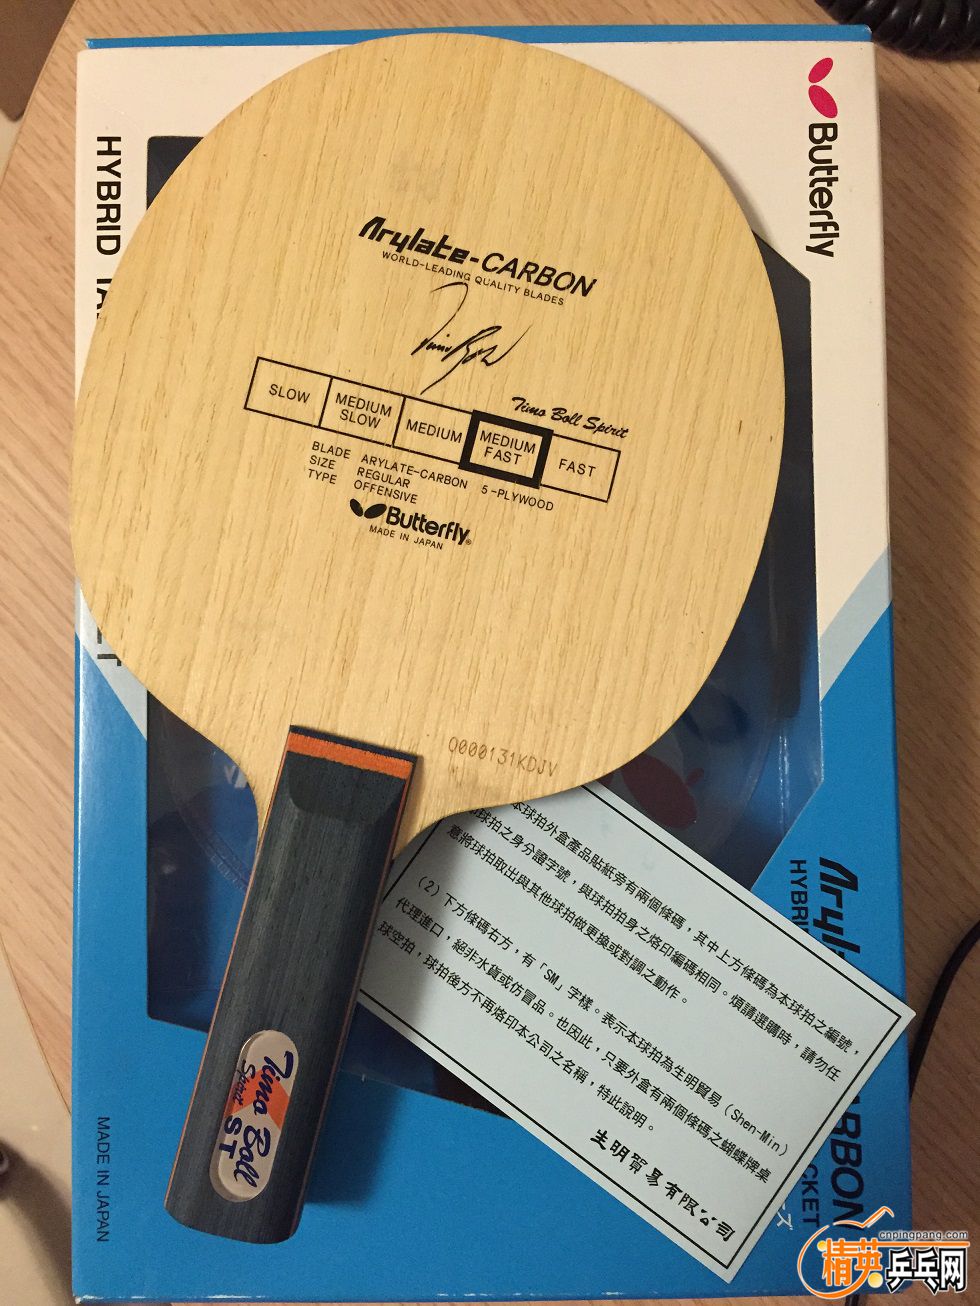 Butterfly
HYBRID TA
Arylate-CARBON
WORLD-LEADING QUALITY BLADES
Timo Boll
Timo Boll Spirit
SLOW
MEDIUM SLOW
MEDIUM
MEDIUM FAST
FAST
BLADE ARYLATE-CARBON 5-PLYWOOD
SIZE REGULAR
TYPE OFFENSIVE
Butterfly®
MADE IN JAPAN
O000131KDJV
本球拍外盒產品貼紙旁有兩個條碼，其中上方條碼為本球拍之編號，
球拍之身分證字號，與球拍拍身之烙印編碼相同。煩請選購時，請勿任
意將球拍取出與其他球拍做更換或對調之動作。
（2）下方條碼右方，有「SM」字樣。表示本球拍為生明貿易（Shen-Min）
代理進口，絕非水貨或仿冒品。也因此，只要外盒有兩個條碼之蝴蝶牌桌
球空拍，球拍後方不再烙印本公司之名稱，特此說明。
生明貿易有限公司
Timo Boll
Spirit
ST
Aryl
HYBRI
ARBON
CKET
MADE IN JAPAN
cnpingpang.com
精英乒乓网